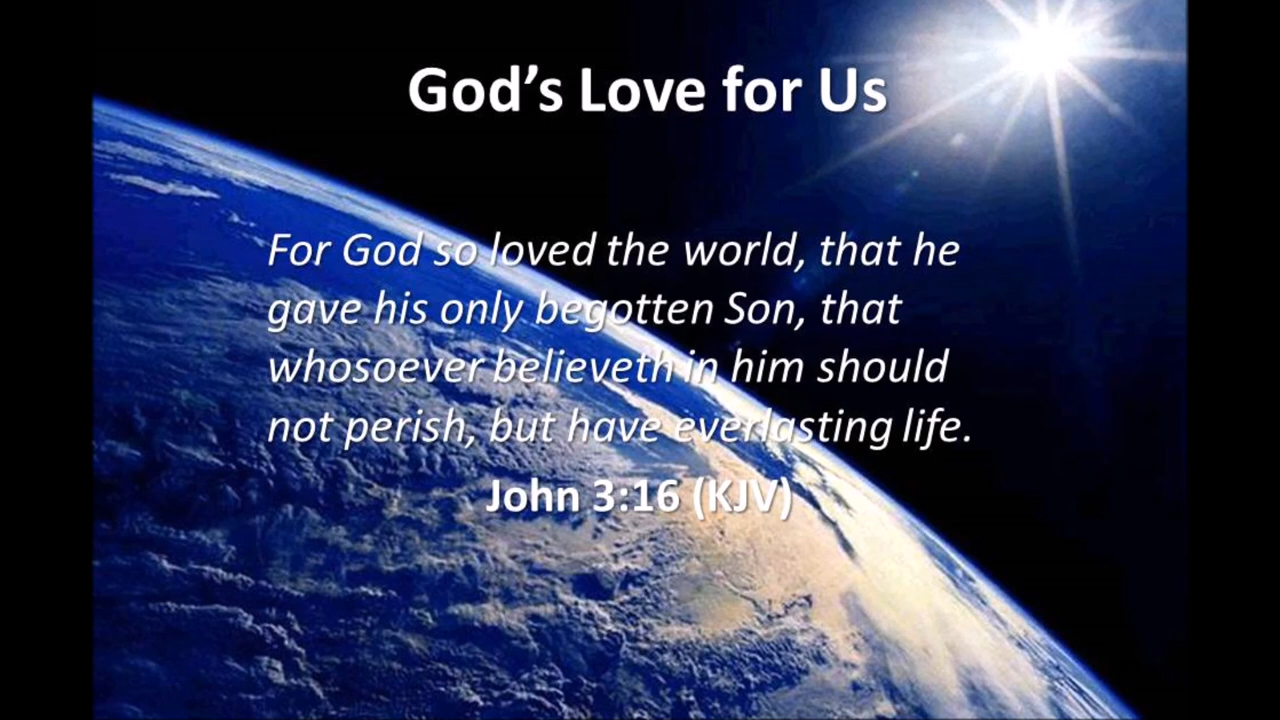 God’s Love for Us
For God so loved the world, that he
gave his only begotten Son, that
whosoever believeth in him should
not perish, but have everlasting life.
John 3:16 (KJV)